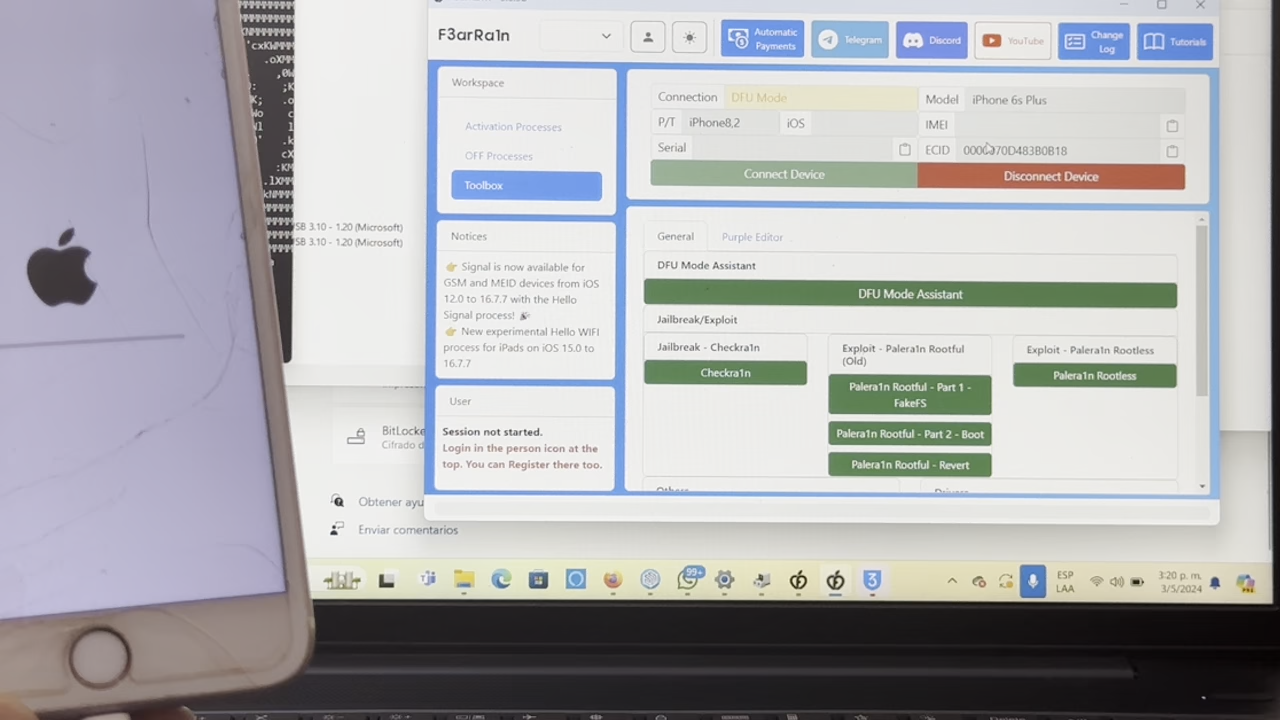 F3arRa1n
Automatic Payments
Telegram
Discord
YouTube
Change Log
Tutorials
Workspace
Activation Processes
OFF Processes
Toolbox
Connection DFU Mode
Model iPhone 6s Plus
P/T iPhone8,2 iOS
IMEI
Serial
ECID
Connect Device
Disconnect Device
SB 3.10 - 1.20 (Microsoft)
SB 3.10 - 1.20 (Microsoft)
Notices
👉 Signal is now available for
GSM and MEID devices from iOS
12.0 to 16.7.7 with the Hello
Signal process! 🎉
👉 New experimental Hello WIFI
process for iPads on iOS 15.0 to
16.7.7
User
Session not started.
Login in the person icon at the
top. You can Register there too.
General
Purple Editor
DFU Mode Assistant
DFU Mode Assistant
Jailbreak/Exploit
Jailbreak - Checkra1n
Checkra1n
Exploit - Palera1n Rootful
(Old)
Palera1n Rootful - Part 1 -
FakeFS
Palera1n Rootful - Part 2 - Boot
Palera1n Rootful - Revert
Exploit - Palera1n Rootless
Palera1n Rootless
BitLocke
Cifrado d
Obtener ayu
Enviar comentarios
99+
ESP
LAA
3:20 p. m.
3/5/2024